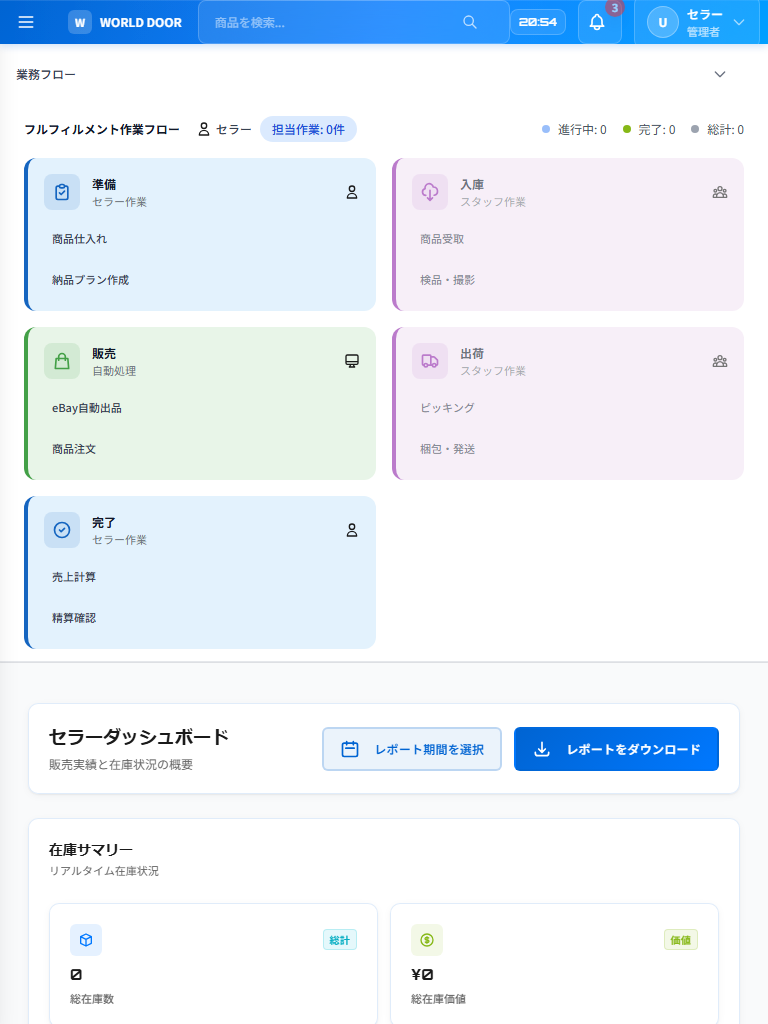 W WORLD DOOR 商品を検索... 20:54 3 U セラー
管理者
業務フロー
フルフィルメント作業フロー セラー 担当作業: 0件 進行中: 0 完了: 0 総計: 0
準備
セラー作業
商品仕入れ
納品プラン作成
入庫
スタッフ作業
商品受取
検品・撮影
販売
自動処理
eBay自動出品
商品注文
出荷
スタッフ作業
ピッキング
梱包・発送
完了
セラー作業
売上計算
精算確認
セラーダッシュボード
販売実績と在庫状況の概要
レポート期間を選択
レポートをダウンロード
在庫サマリー
リアルタイム在庫状況
総計
0
総在庫数
価値
¥0
総在庫価値